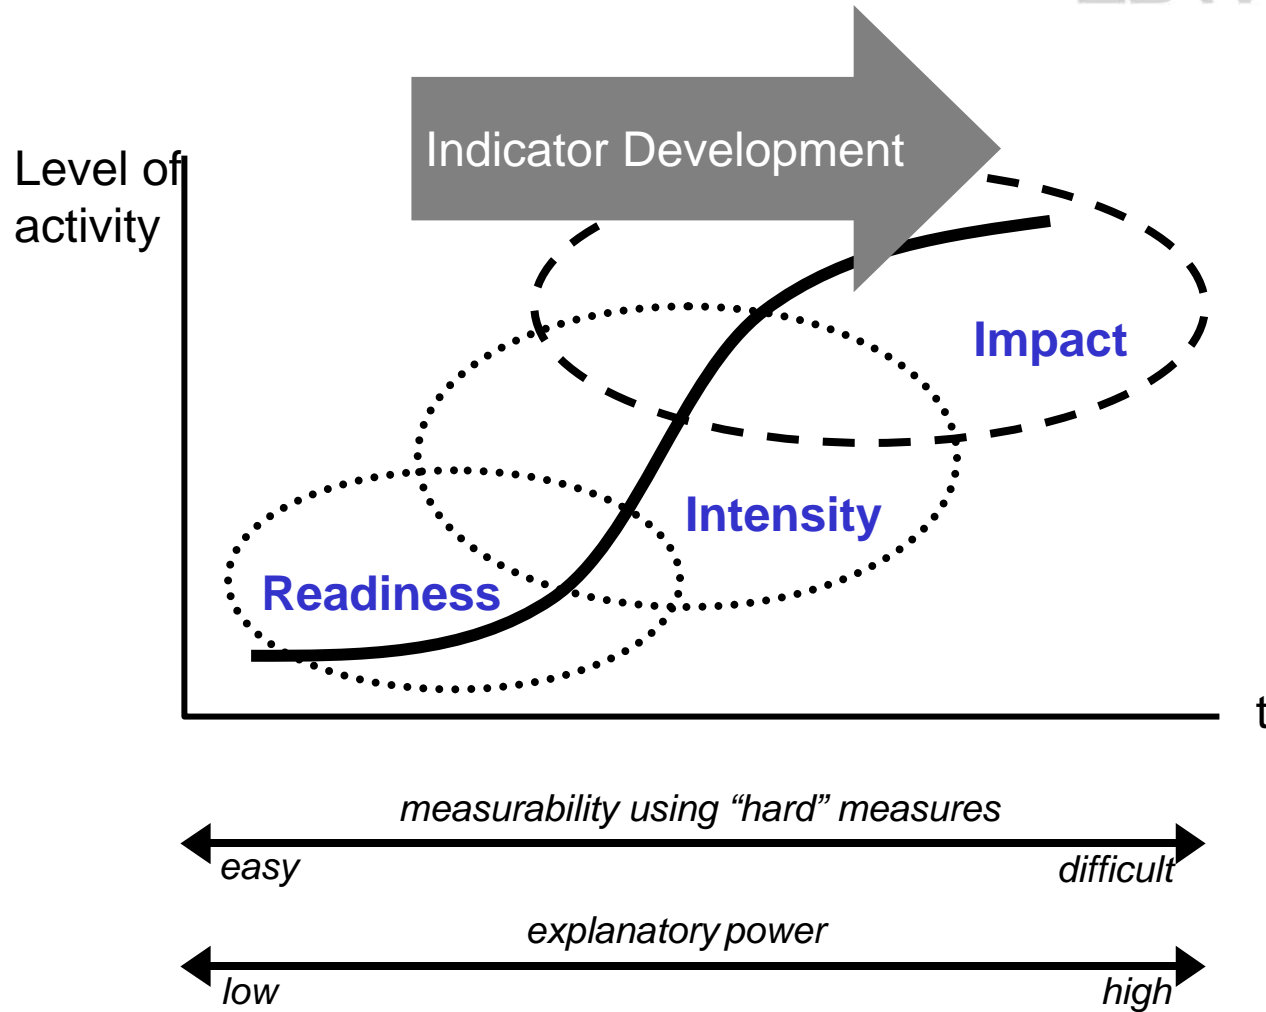 Indicator Development
Level of
activity
Impact
Intensity
Readiness
t
measurability using “hard” measures
easy
difficult
explanatory power
low
high